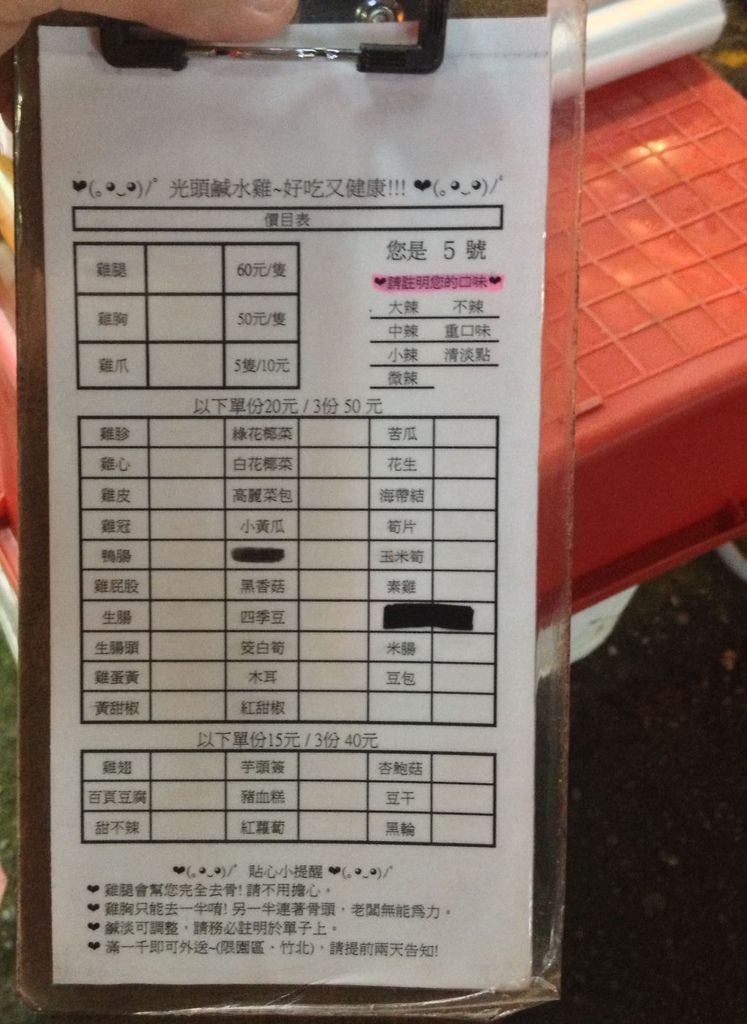 ❤(｡◕‿◕)/ﾟ 光頭鹹水雞~好吃又健康!!! ❤(｡◕‿◕)/ﾟ
價目表
您是 5 號
❤請註明您的口味❤
大辣 不辣
中辣 重口味
小辣 清淡點
微辣
雞腿 60元/隻
雞胸 50元/隻
雞爪 5隻/10元
以下單份20元 / 3份 50 元
雞胗 綠花椰菜 苦瓜
雞心 白花椰菜 花生
雞皮 高麗菜包 海帶結
雞冠 小黃瓜 筍片
鴨腸 玉米筍
雞屁股 黑香菇 素雞
生腸 四季豆
生腸頭 筊白筍 米腸
雞蛋黃 木耳 豆包
黃甜椒 紅甜椒
以下單份15元 / 3份 40元
雞翅 芋頭簽 杏鮑菇
百頁豆腐 豬血糕 豆干
甜不辣 紅蘿蔔 黑輪
❤(｡◕‿◕)/ﾟ 貼心小提醒 ❤(｡◕‿◕)/ﾟ
❤ 雞腿會幫您完全去骨! 請不用擔心。
❤ 雞胸只能去一半唷! 另一半連著骨頭，老闆無能為力。
❤ 鹹淡可調整，請務必註明於單子上。
❤ 滿一千即可外送~(限園區、竹北)，請提前兩天告知!